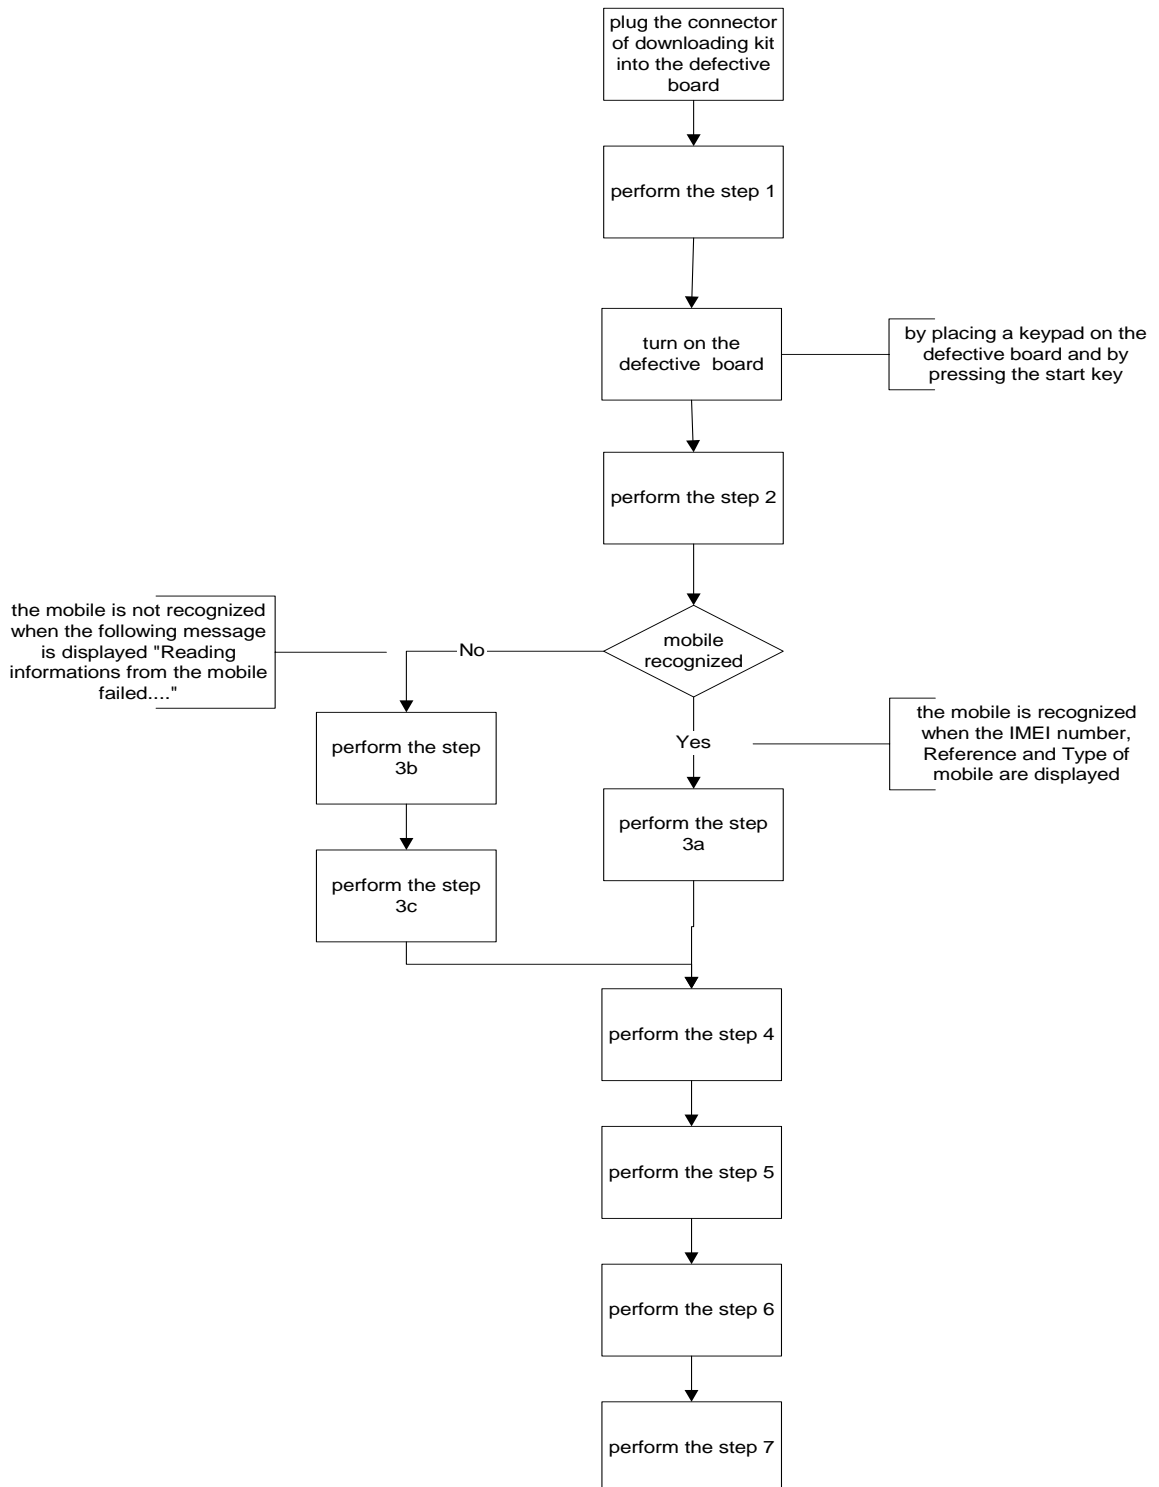 plug the connector
of downloading kit
into the defective
board
perform the step 1
turn on the
defective  board
by placing a keypad on the
defective board and by
pressing the start key
perform the step 2
the mobile is not recognized
when the following message
is displayed "Reading
informations from the mobile
failed...."
No
mobile
recognized
Yes
the mobile is recognized
when the IMEI number,
Reference and Type of
mobile are displayed
perform the step
3b
perform the step
3a
perform the step
3c
perform the step 4
perform the step 5
perform the step 6
perform the step 7